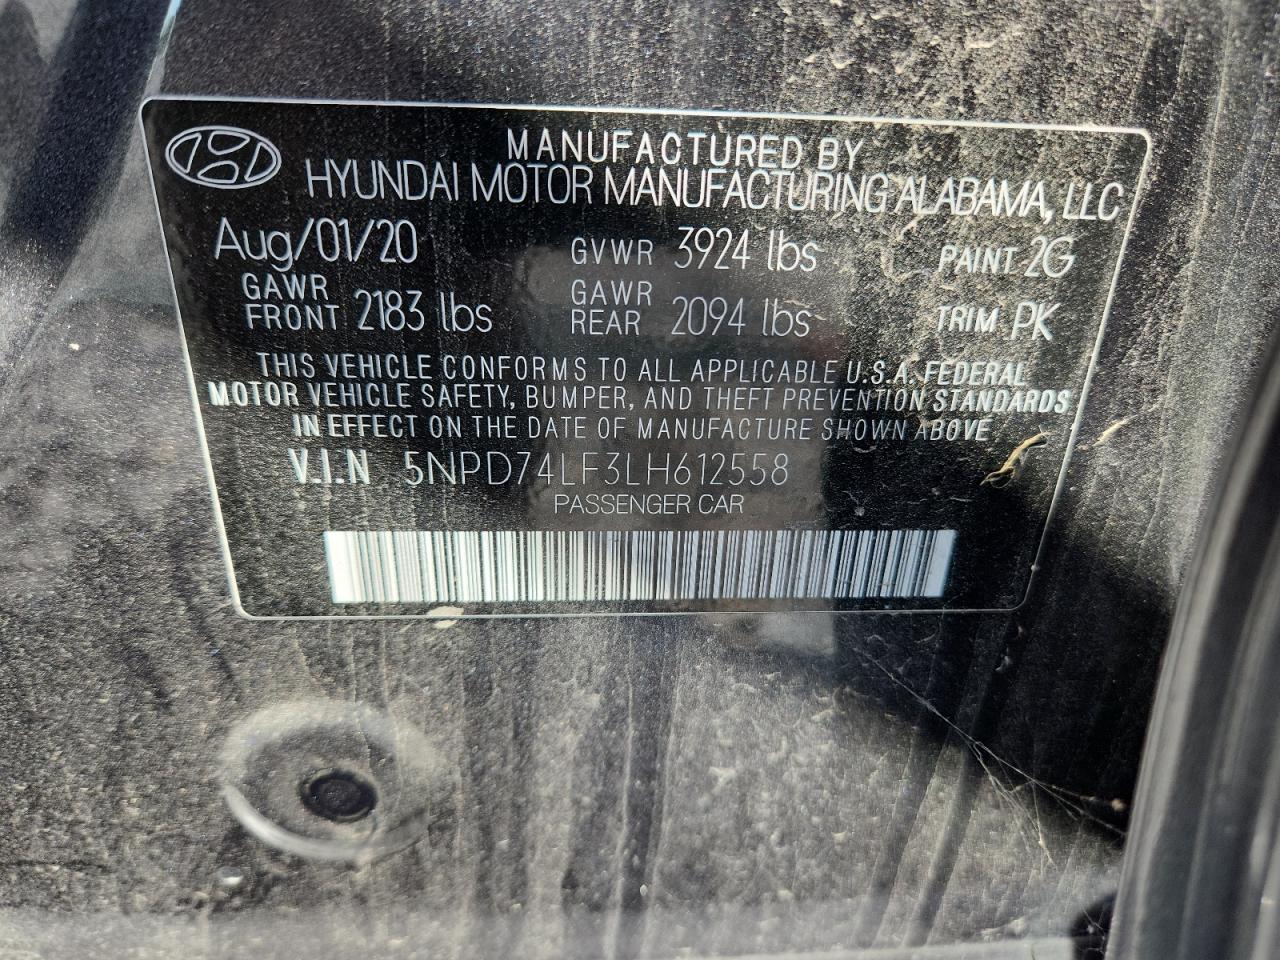 MANUFACTURED BY
HYUNDAI MOTOR MANUFACTURING ALABAMA, LLC
Aug/01/20 GVWR 3924 lbs PAINT 2G
GAWR FRONT 2183 lbs GAWR REAR 2094 lbs TRIM PK
THIS VEHICLE CONFORMS TO ALL APPLICABLE U.S.A. FEDERAL
MOTOR VEHICLE SAFETY, BUMPER, AND THEFT PREVENTION STANDARDS
IN EFFECT ON THE DATE OF MANUFACTURE SHOWN ABOVE
V.I.N 5NPD74LF3LH612558
PASSENGER CAR